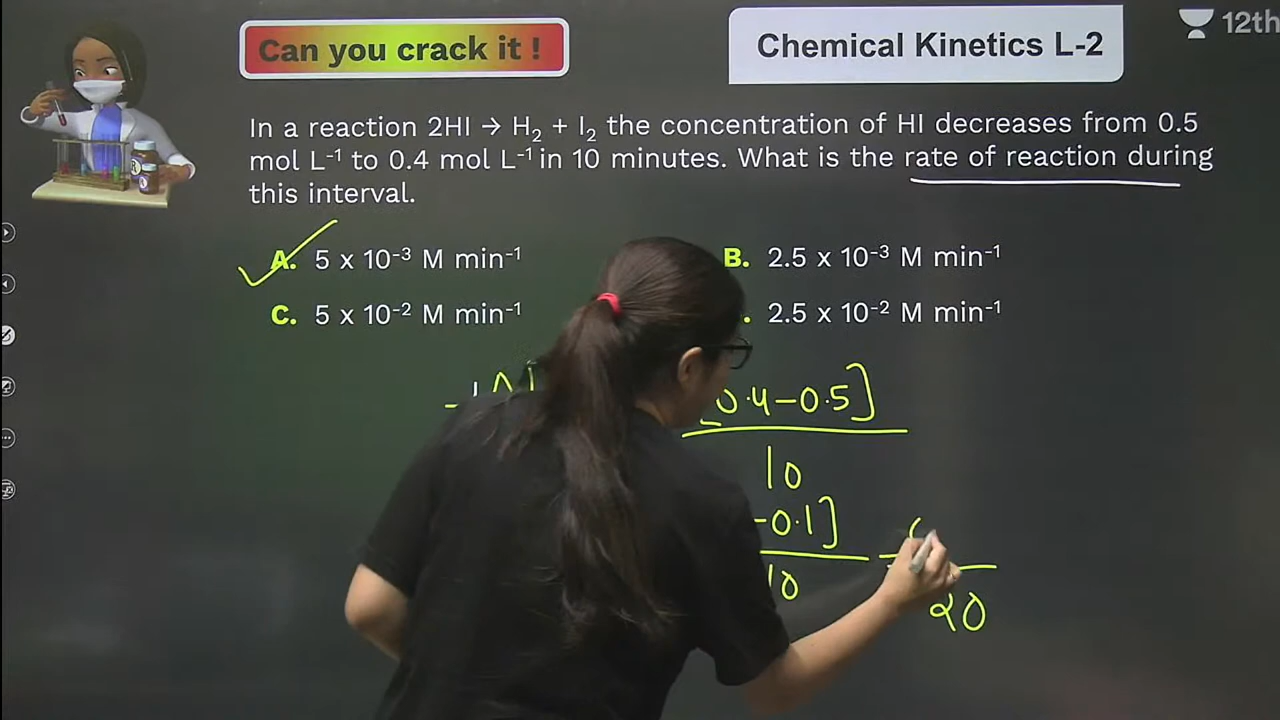 Can you crack it !
Chemical Kinetics L-2
12th
In a reaction 2HI → H₂ + I₂ the concentration of HI decreases from 0.5
mol L⁻¹ to 0.4 mol L⁻¹ in 10 minutes. What is the rate of reaction during
this interval.
A. 5 x 10⁻³ M min⁻¹
B. 2.5 x 10⁻³ M min⁻¹
C. 5 x 10⁻² M min⁻¹
. 2.5 x 10⁻² M min⁻¹
0.4-0.5]
10
-0.1]
10
20